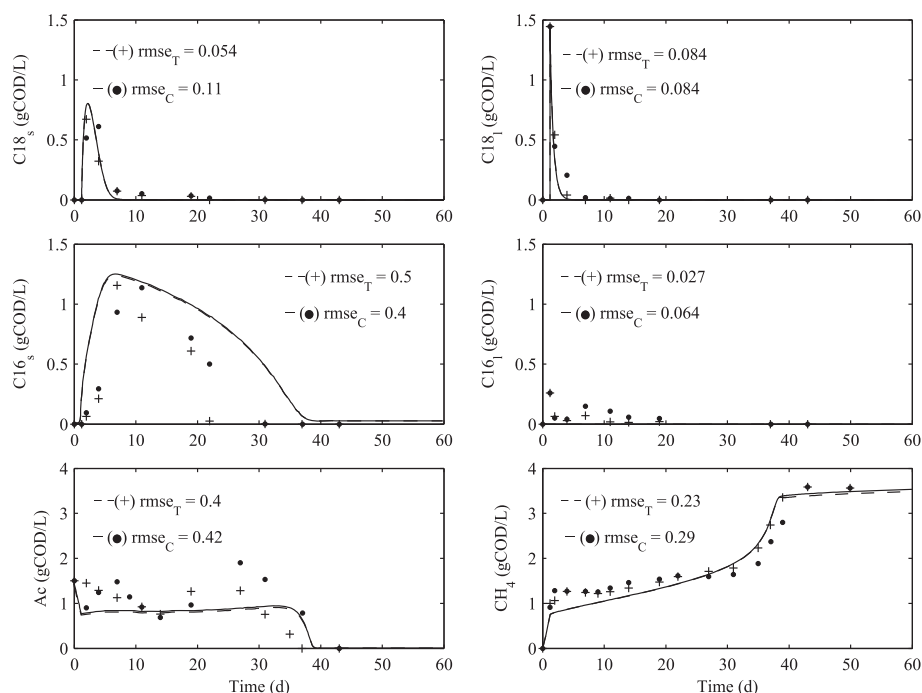 C18s (gCOD/L)
1.5
1
0.5
0
– –(+) rmseT = 0.054
– (●) rmseC = 0.11
0 10 20 30 40 50 60
C18l (gCOD/L)
1.5
1
0.5
0
– –(+) rmseT = 0.084
– (●) rmseC = 0.084
0 10 20 30 40 50 60
C16s (gCOD/L)
1.5
1
0.5
0
– –(+) rmseT = 0.5
– (●) rmseC = 0.4
0 10 20 30 40 50 60
C16l (gCOD/L)
1.5
1
0.5
0
– –(+) rmseT = 0.027
– (●) rmseC = 0.064
0 10 20 30 40 50 60
Ac (gCOD/L)
4
3
2
1
0
– –(+) rmseT = 0.4
– (●) rmseC = 0.42
0 10 20 30 40 50 60
Time (d)
CH4 (gCOD/L)
4
3
2
1
0
– –(+) rmseT = 0.23
– (●) rmseC = 0.29
0 10 20 30 40 50 60
Time (d)